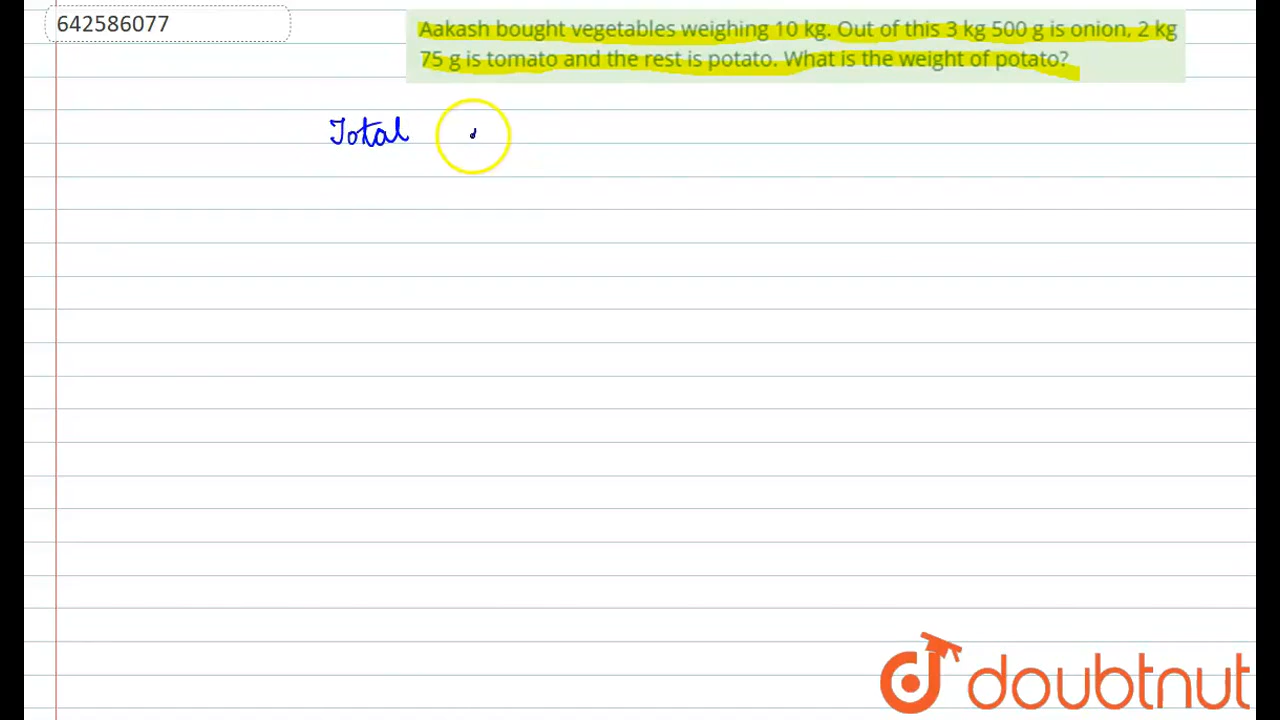 642586077
Aakash bought vegetables weighing 10 kg. Out of this 3 kg 500 g is onion, 2 kg
75 g is tomato and the rest is potato. What is the weight of potato?
Total
doubtnut